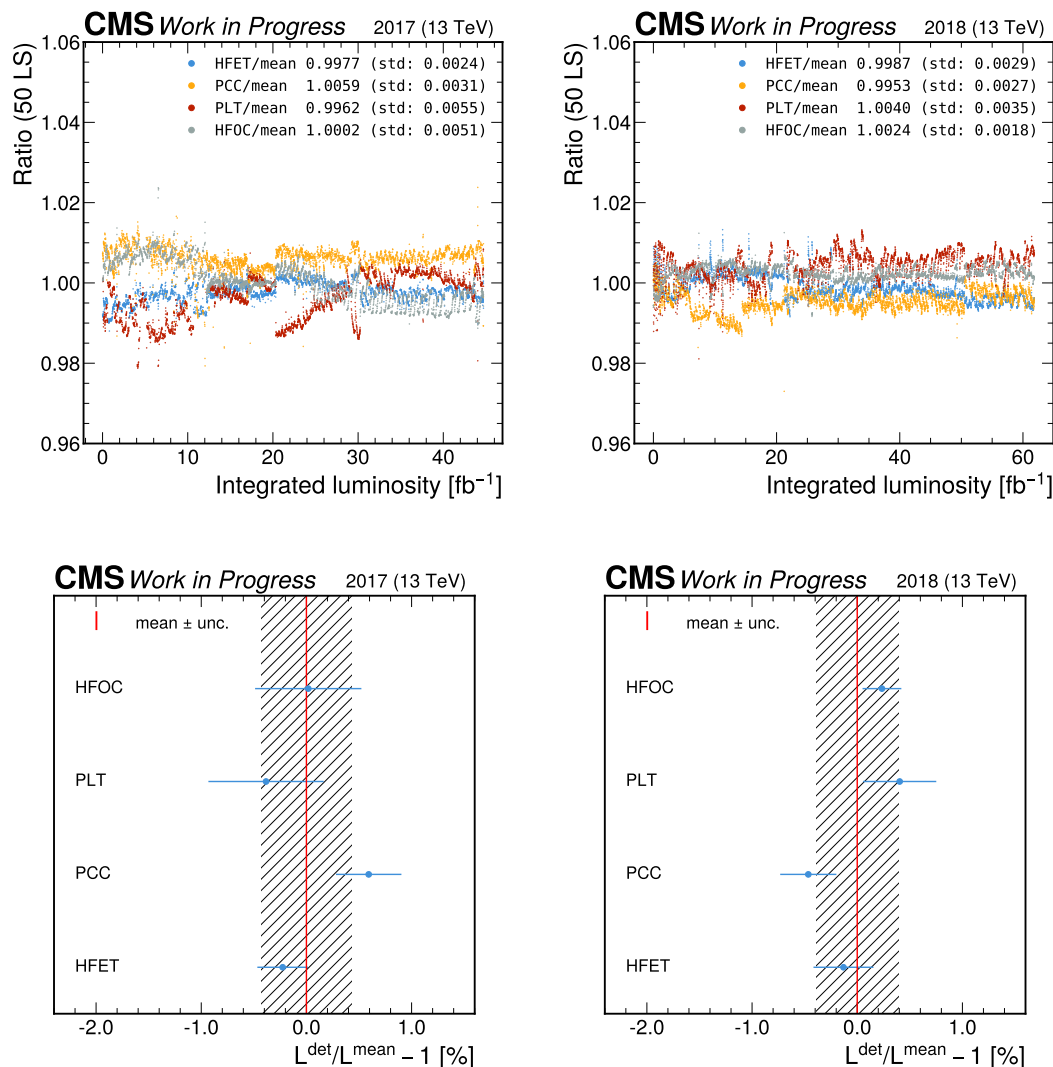 CMS Work in Progress 2017 (13 TeV)
Ratio (50 LS)
1.06
1.04
1.02
1.00
0.98
0.96
HFET/mean 0.9977 (std: 0.0024)
PCC/mean 1.0059 (std: 0.0031)
PLT/mean 0.9962 (std: 0.0055)
HFOC/mean 1.0002 (std: 0.0051)
0 10 20 30 40
Integrated luminosity [fb⁻¹]
CMS Work in Progress 2018 (13 TeV)
Ratio (50 LS)
1.06
1.04
1.02
1.00
0.98
0.96
HFET/mean 0.9987 (std: 0.0029)
PCC/mean 0.9953 (std: 0.0027)
PLT/mean 1.0040 (std: 0.0035)
HFOC/mean 1.0024 (std: 0.0018)
0 20 40 60
Integrated luminosity [fb⁻¹]
CMS Work in Progress 2017 (13 TeV)
mean ± unc.
HFOC
PLT
PCC
HFET
-2.0 -1.0 0.0 1.0
L^det/L^mean − 1 [%]
CMS Work in Progress 2018 (13 TeV)
mean ± unc.
HFOC
PLT
PCC
HFET
-2.0 -1.0 0.0 1.0
L^det/L^mean − 1 [%]